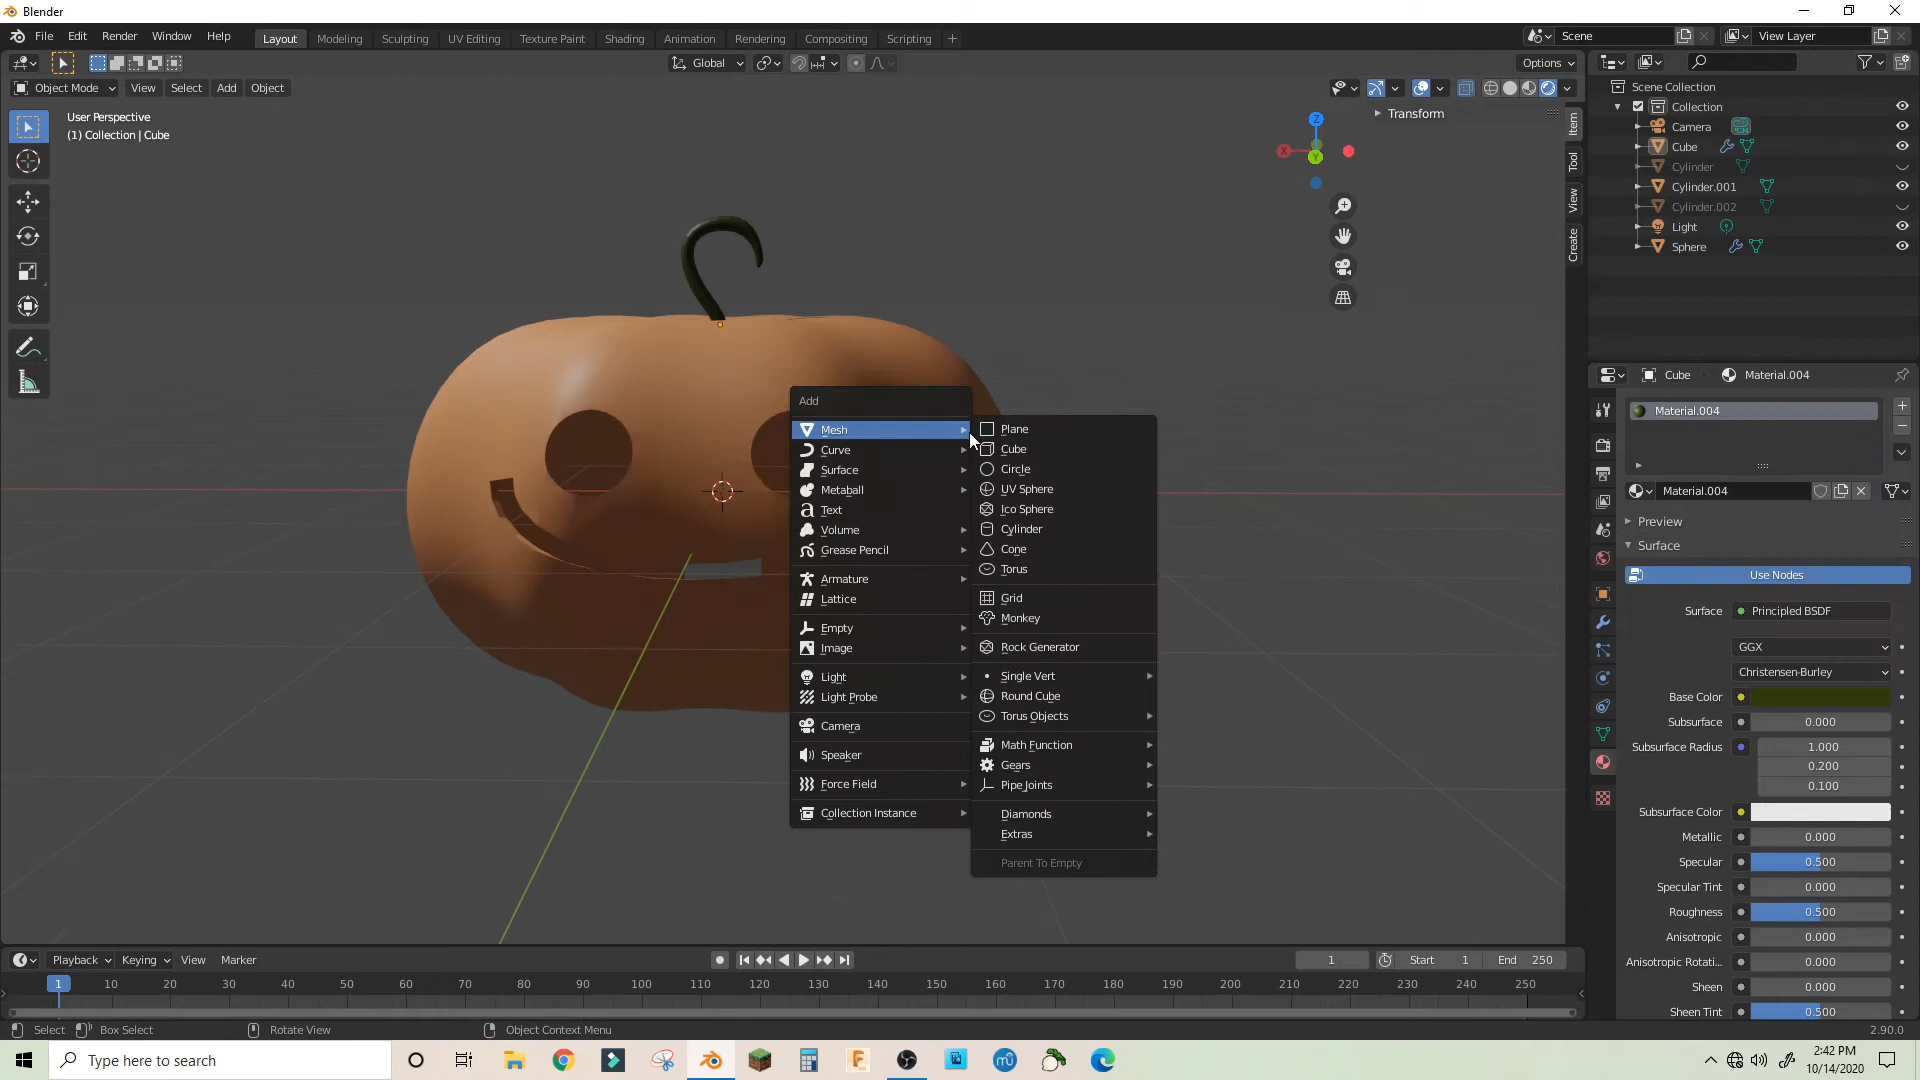 Blender
File Edit Render Window Help
Layout Modeling Sculpting UV Editing Texture Paint Shading Animation Rendering Compositing Scripting
Scene
View Layer
Global
Options
Object Mode View Select Add Object
User Perspective
(1) Collection | Cube
Transform
Item
Tool
View
Create
Z
X
Y
Scene Collection
Collection
Camera
Cube
Cylinder
Cylinder.001
Cylinder.002
Light
Sphere
Add
Mesh
Curve
Surface
Metaball
Text
Volume
Grease Pencil
Armature
Lattice
Empty
Image
Light
Light Probe
Camera
Speaker
Force Field
Collection Instance
Plane
Cube
Circle
UV Sphere
Ico Sphere
Cylinder
Cone
Torus
Grid
Monkey
Rock Generator
Single Vert
Round Cube
Torus Objects
Math Function
Gears
Pipe Joints
Diamonds
Extras
Parent To Empty
Cube Material.004
Material.004
Material.004
Preview
Surface
Use Nodes
Surface Principled BSDF
GGX
Christensen-Burley
Base Color
Subsurface 0.000
Subsurface Radius 1.000
0.200
0.100
Subsurface Color
Metallic 0.000
Specular 0.500
Specular Tint 0.000
Roughness 0.500
Anisotropic 0.000
Anisotropic Rotati... 0.000
Sheen 0.000
Sheen Tint 0.500
Playback Keying View Marker
1 Start 1 End 250
1 10 20 30 40 50 60 70 80 90 100 110 120 130 140 150 160 170 180 190 200 210 220 230 240 250
Select Box Select Rotate View Object Context Menu 2.90.0
Type here to search
2:42 PM
10/14/2020